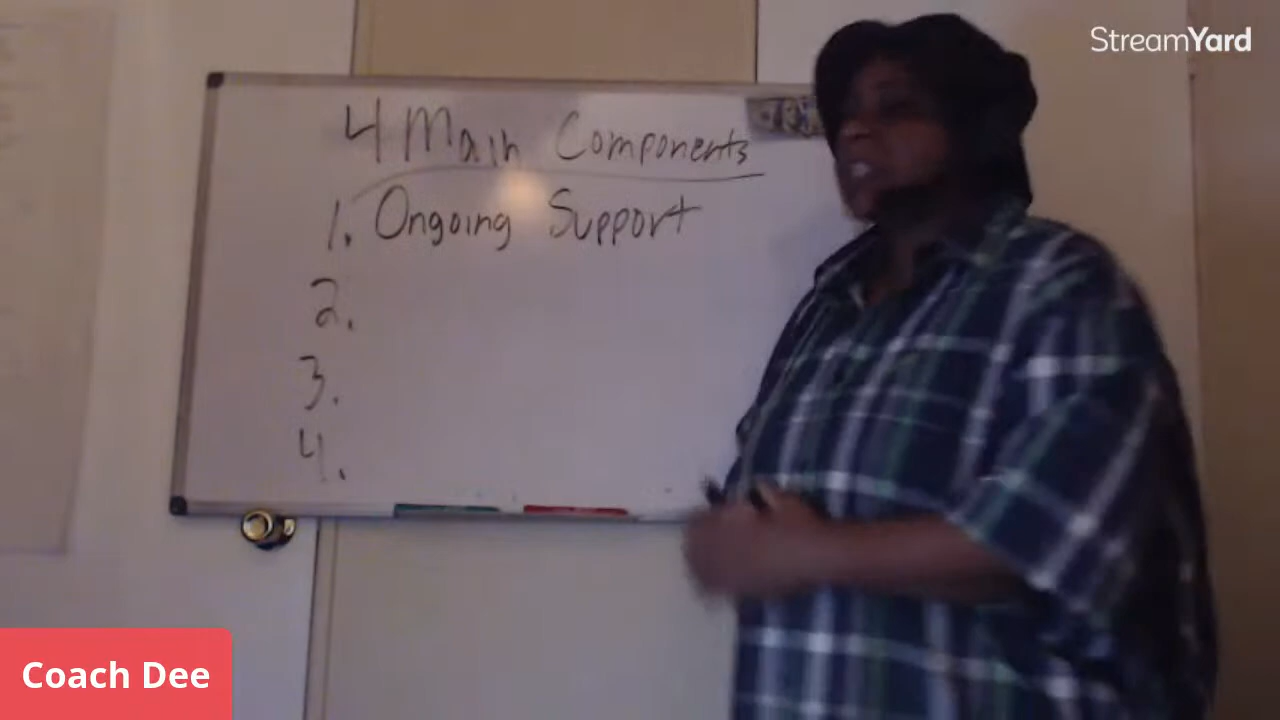 StreamYard
4 Main Components
1. Ongoing Support
2.
3.
4.
Coach Dee